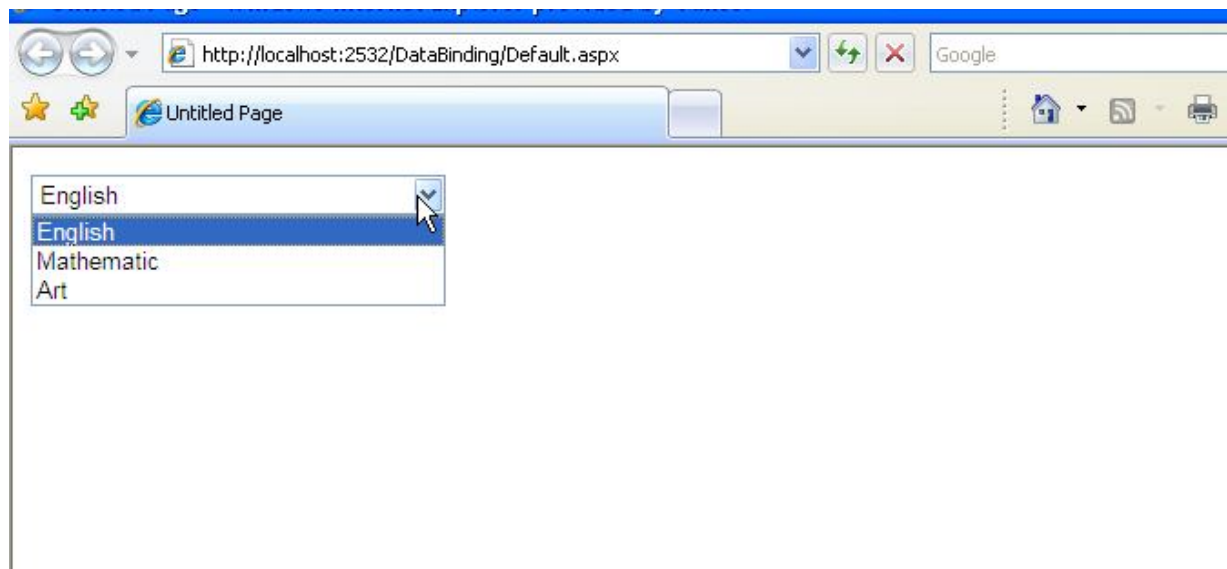 http://localhost:2532/DataBinding/Default.aspx
Google
Untitled Page
English
English
Mathematic
Art